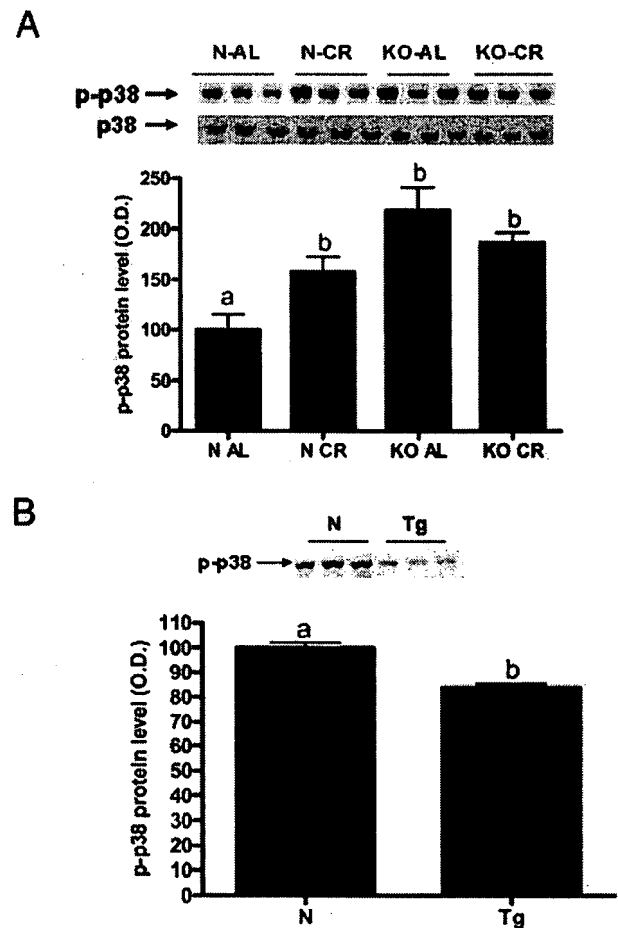 A
N-AL N-CR KO-AL KO-CR
p-p38
p38
p-p38 protein level (O.D.)
250
200
150
100
50
0
a
b
b
b
N AL N CR KO AL KO CR
B
N Tg
p-p38
p-p38 protein level (O.D.)
110
100
90
80
70
60
50
40
30
20
10
0
a
b
N Tg